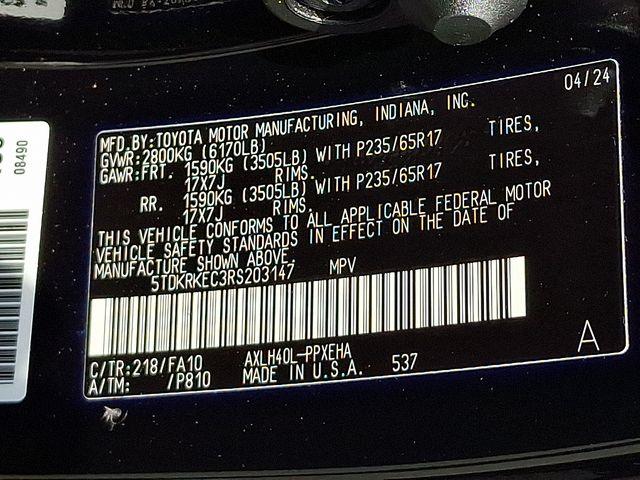 04/24
MFD.BY:TOYOTA MOTOR MANUFACTURING, INDIANA, INC.
GVWR:2800KG (6170LB)
GAWR:FRT. 1590KG (3505LB) WITH P235/65R17 TIRES,
17X7J RIMS.
RR. 1590KG (3505LB) WITH P235/65R17 TIRES,
17X7J RIMS.
THIS VEHICLE CONFORMS TO ALL APPLICABLE FEDERAL MOTOR
VEHICLE SAFETY STANDARDS IN EFFECT ON THE DATE OF
MANUFACTURE SHOWN ABOVE.
5TDKRKEC3RS203147 MPV
C/TR:218/FA10 AXLH40L-PPXEHA
A/TM: /P810 MADE IN U.S.A. 537
A
08490